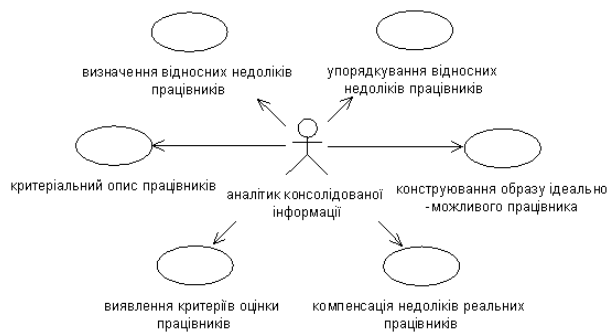 визначення відносних недоліків
працівників
упорядкування відносних
недоліків працівників
критеріальний опис працівників
аналітик консолідованої
інформації
конструювання образу ідеально
-можливого працівника
виявлення критеріїв оцінки
працівників
компенсація недоліків реальних
працівників